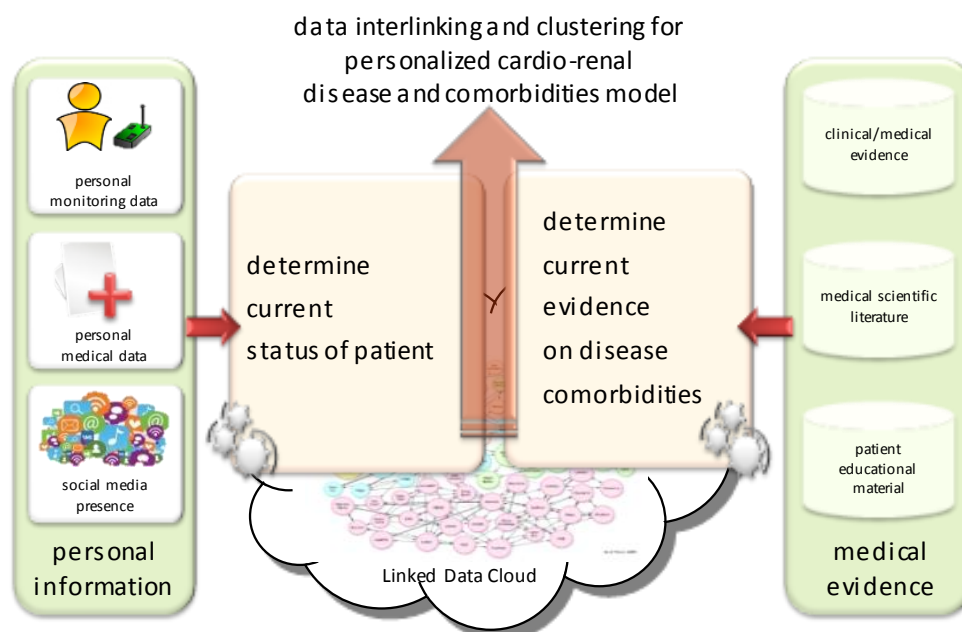 data interlinking and clustering for
personalized cardio-renal
disease and comorbidities model
personal
monitoring data
personal
medical data
social media
presence
personal
information
determine
current
status of patient
determine
current
evidence
on disease
comorbidities
Linked Data Cloud
clinical/medical
evidence
medical scientific
literature
patient
educational
material
medical
evidence